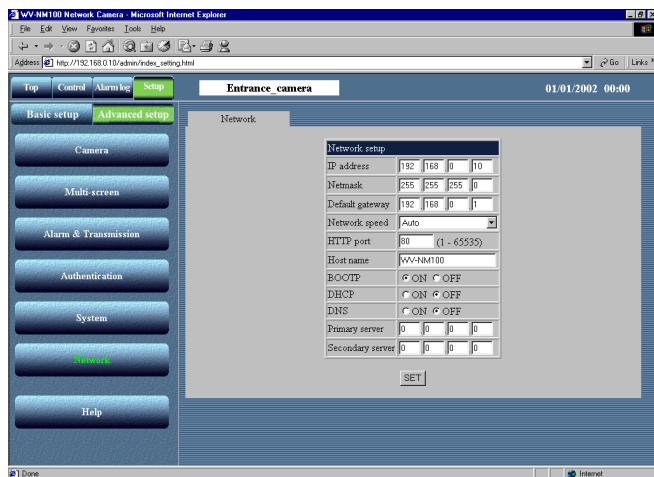 WV-NM100 Network Camera - Microsoft Internet Explorer
File Edit View Favorites Tools Help
Address http://192.168.0.10/admin/index_setting.html Go Links
Top Control Alarm log Setup Entrance_camera 01/01/2002 00:00
Basic setup Advanced setup
Network
Camera
Multi-screen
Alarm & Transmission
Authentication
System
Network
Help
Network setup
IP address 192 168 0 10
Netmask 255 255 255 0
Default gateway 192 168 0 1
Network speed Auto
HTTP port 80 (1 - 65535)
Host name WV-NM100
BOOTP ON OFF
DHCP ON OFF
DNS ON OFF
Primary server 0 0 0 0
Secondary server 0 0 0 0
SET
Done Internet